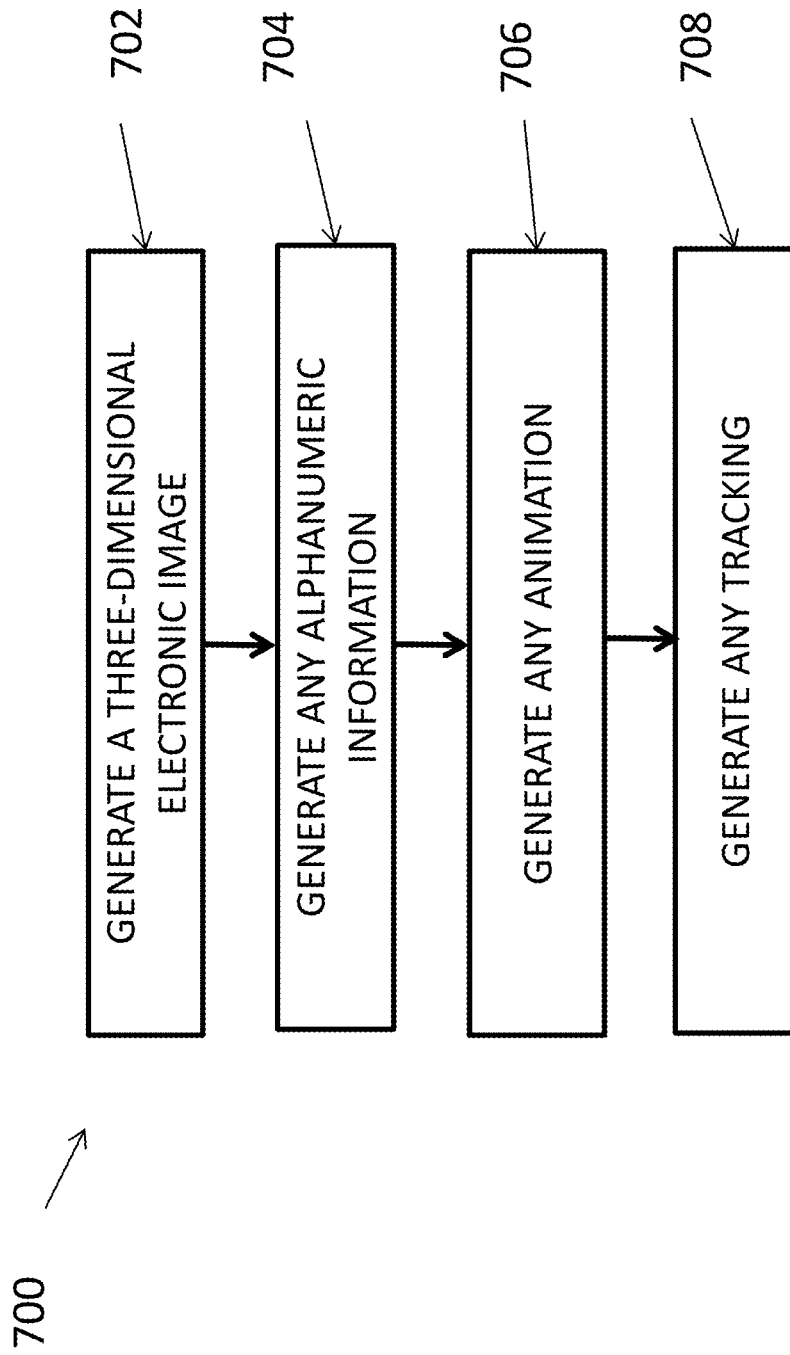 700
GENERATE A THREE-DIMENSIONAL
ELECTRONIC IMAGE
702
GENERATE ANY ALPHANUMERIC
INFORMATION
704
GENERATE ANY ANIMATION
706
GENERATE ANY TRACKING
708